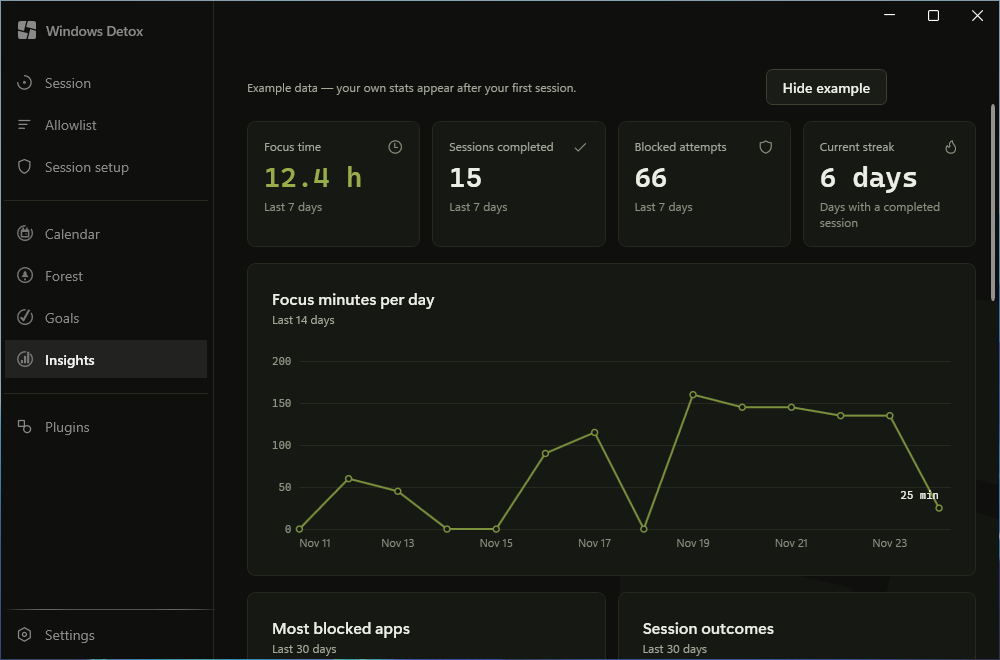 Windows Detox
Session
Allowlist
Session setup
Calendar
Forest
Goals
Insights
Plugins
Settings
Example data — your own stats appear after your first session.
Hide example
Focus time
12.4 h
Last 7 days
Sessions completed
15
Last 7 days
Blocked attempts
66
Last 7 days
Current streak
6 days
Days with a completed
session
Focus minutes per day
Last 14 days
200
150
100
50
0
25 min
Nov 11
Nov 13
Nov 15
Nov 17
Nov 19
Nov 21
Nov 23
Most blocked apps
Last 30 days
Session outcomes
Last 30 days